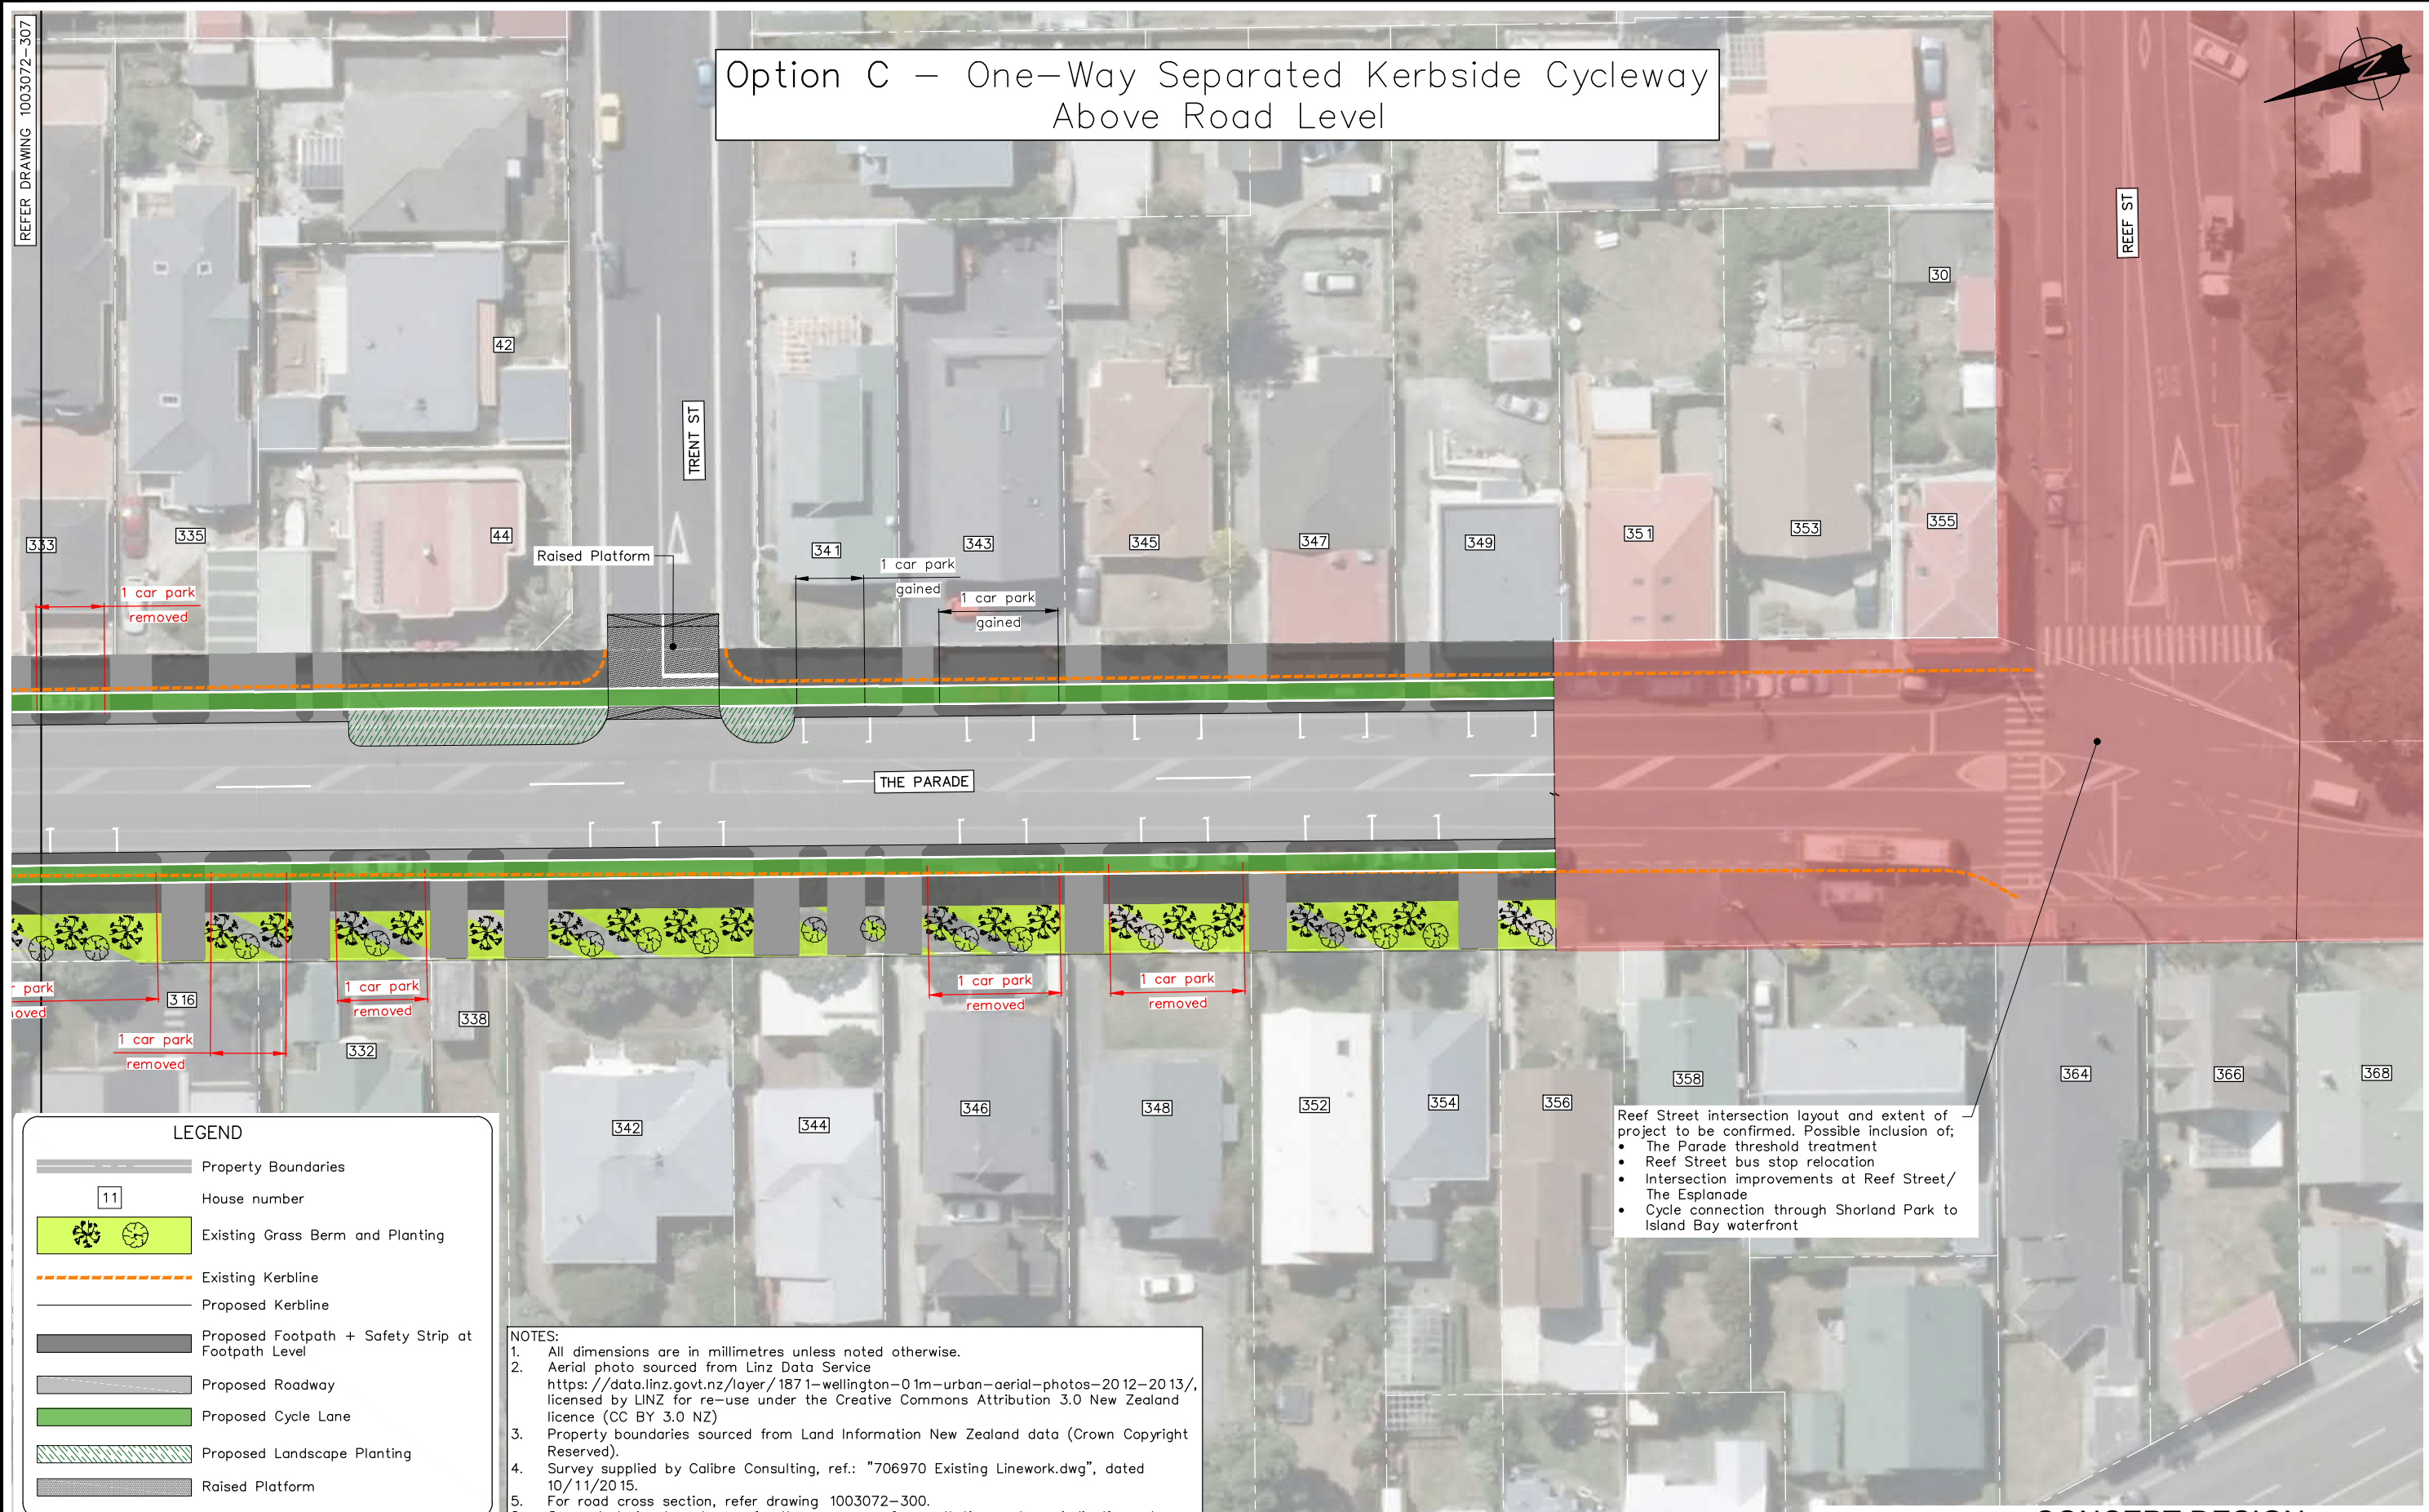 REFER DRAWING 1003072-307
Option C – One-Way Separated Kerbside Cycleway
Above Road Level
N
REEF ST
TRENT ST
30
42
333
335
44
Raised Platform
341
343
345
347
349
351
353
355
1 car park
removed
1 car park
gained
1 car park
gained
THE PARADE
r park
noved
316
1 car park
removed
1 car park
removed
332
338
1 car park
removed
1 car park
removed
342
344
346
348
352
354
356
358
364
366
368
Reef Street intersection layout and extent of
project to be confirmed. Possible inclusion of;
• The Parade threshold treatment
• Reef Street bus stop relocation
• Intersection improvements at Reef Street/
The Esplanade
• Cycle connection through Shorland Park to
Island Bay waterfront
LEGEND
Property Boundaries
11 House number
Existing Grass Berm and Planting
Existing Kerbline
Proposed Kerbline
Proposed Footpath + Safety Strip at
Footpath Level
Proposed Roadway
Proposed Cycle Lane
Proposed Landscape Planting
Raised Platform
NOTES:
1. All dimensions are in millimetres unless noted otherwise.
2. Aerial photo sourced from Linz Data Service
https://data.linz.govt.nz/layer/1871-wellington-01m-urban-aerial-photos-2012-2013/,
licensed by LINZ for re-use under the Creative Commons Attribution 3.0 New Zealand
licence (CC BY 3.0 NZ)
3. Property boundaries sourced from Land Information New Zealand data (Crown Copyright
Reserved).
4. Survey supplied by Calibre Consulting, ref.: "706970 Existing Linework.dwg", dated
10/11/2015.
5. For road cross section, refer drawing 1003072-300.
CONCEPT DESIGN